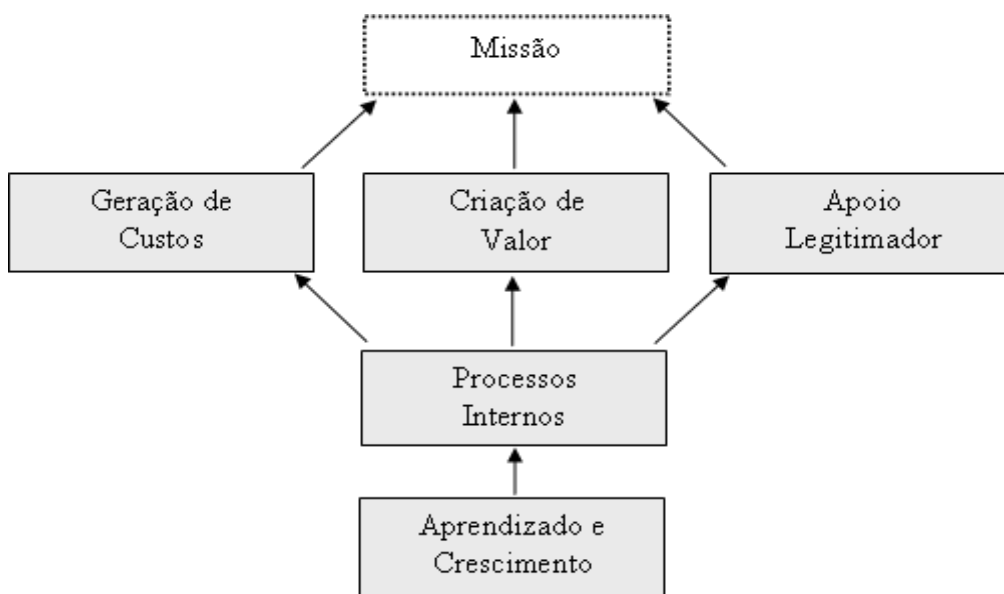 Missão
Geração de
Custos
Criação de
Valor
Apoio
Legitimador
Processos
Internos
Aprendizado e
Crescimento